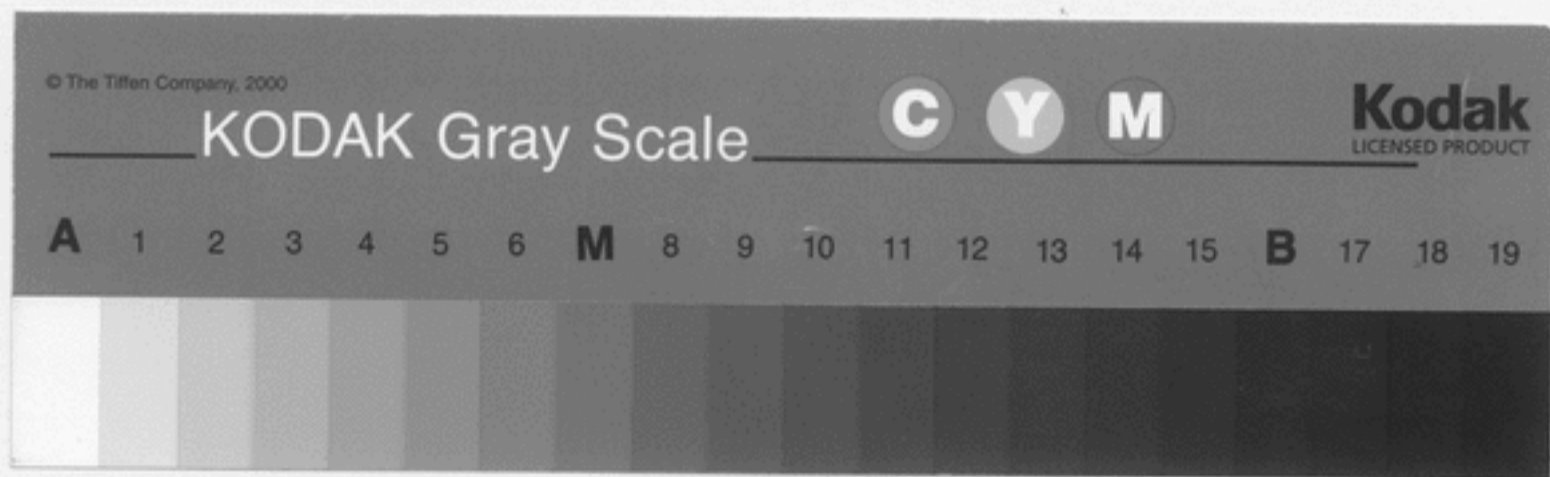 © The Tiffen Company, 2000
KODAK Gray Scale
C Y M
Kodak
LICENSED PRODUCT
A 1 2 3 4 5 6 M 8 9 10 11 12 13 14 15 B 17 18 19